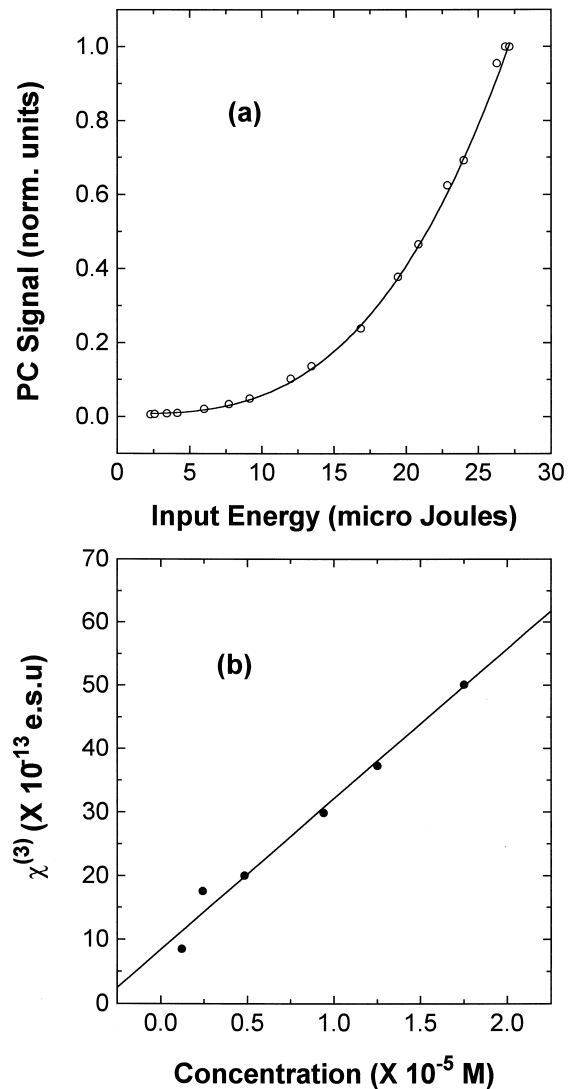 1.0
0.8
0.6
0.4
0.2
0.0
PC Signal (norm. units)
(a)
0 5 10 15 20 25 30
Input Energy (micro Joules)
70
60
50
40
30
20
10
0
χ(3) (X 10-13 e.s.u)
(b)
0.0 0.5 1.0 1.5 2.0
Concentration (X 10-5 M)